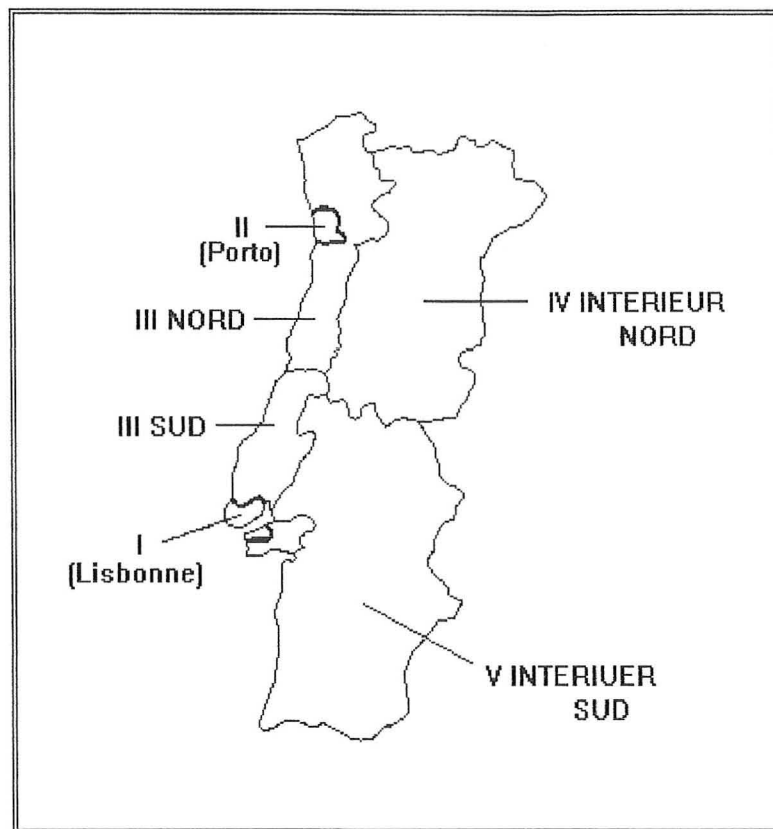 II
(Porto)
III NORD
IV INTERIEUR
NORD
III SUD
I
(Lisbonne)
V INTERIUER
SUD